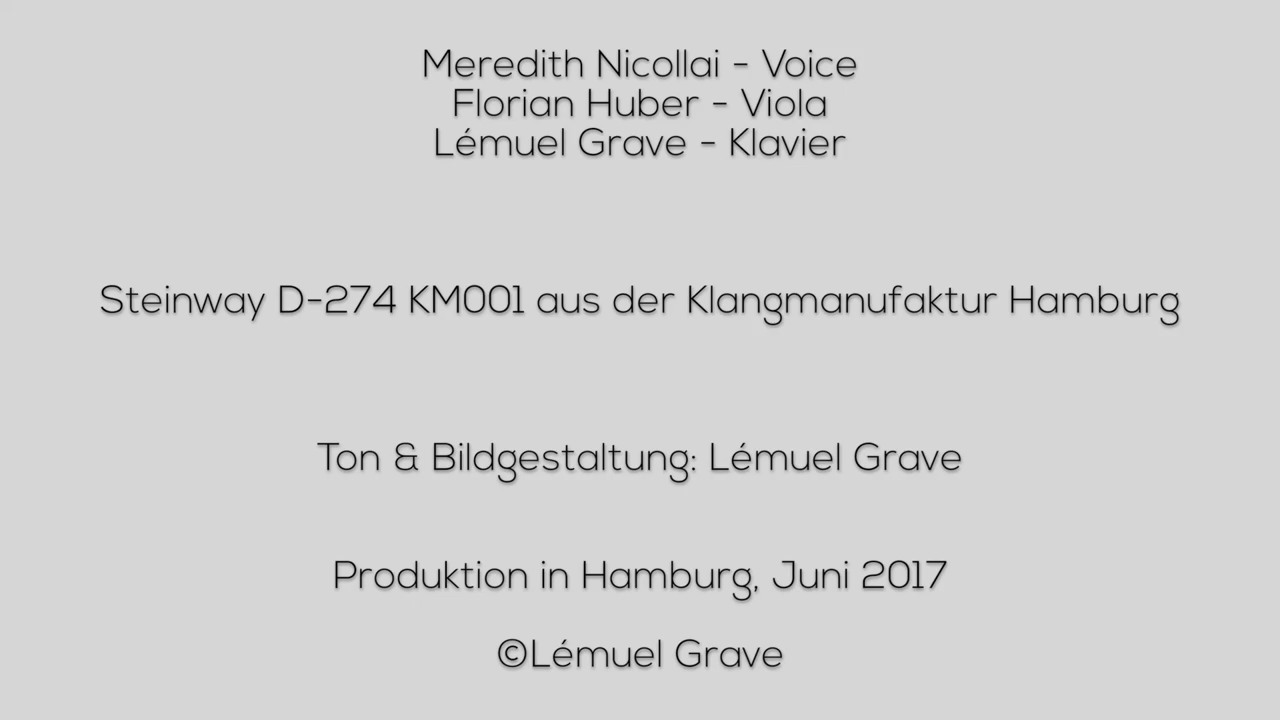 Meredith Nicollai - Voice
Florian Huber - Viola
Lémuel Grave - Klavier
Steinway D-274 KM001 aus der Klangmanufaktur Hamburg
Ton & Bildgestaltung: Lémuel Grave
Produktion in Hamburg, Juni 2017
©Lémuel Grave